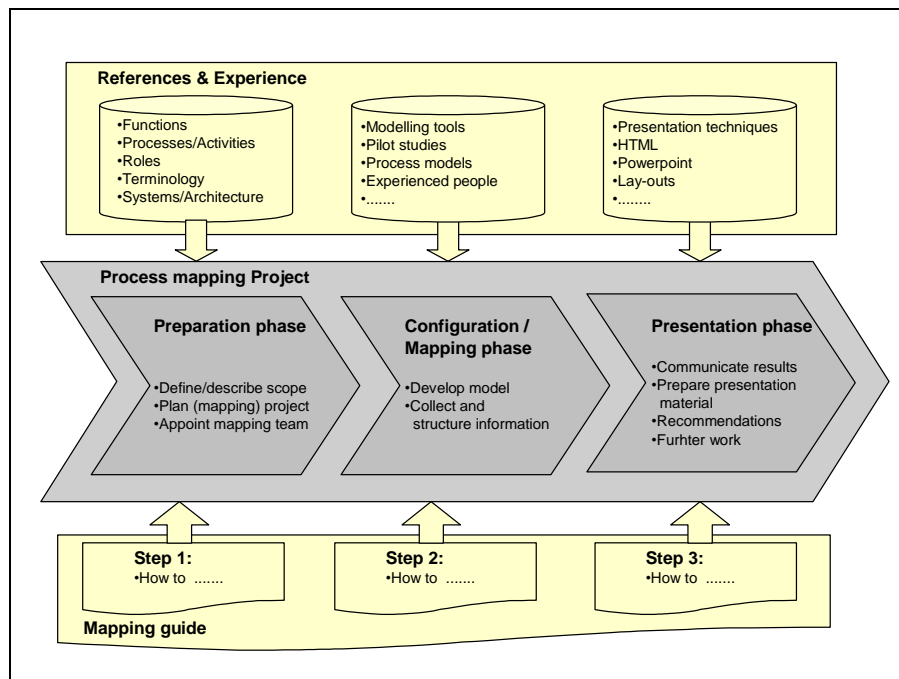 References & Experience
•Functions
•Processes/Activities
•Roles
•Terminology
•Systems/Architecture
•Modelling tools
•Pilot studies
•Process models
•Experienced people
•.......
•Presentation techniques
•HTML
•Powerpoint
•Lay-outs
•........
Process mapping Project
Preparation phase
•Define/describe scope
•Plan (mapping) project
•Appoint mapping team
Configuration /
Mapping phase
•Develop model
•Collect and
structure information
Presentation phase
•Communicate results
•Prepare presentation
material
•Recommendations
•Furhter work
Step 1:
•How to .......
Step 2:
•How to .......
Step 3:
•How to .......
Mapping guide